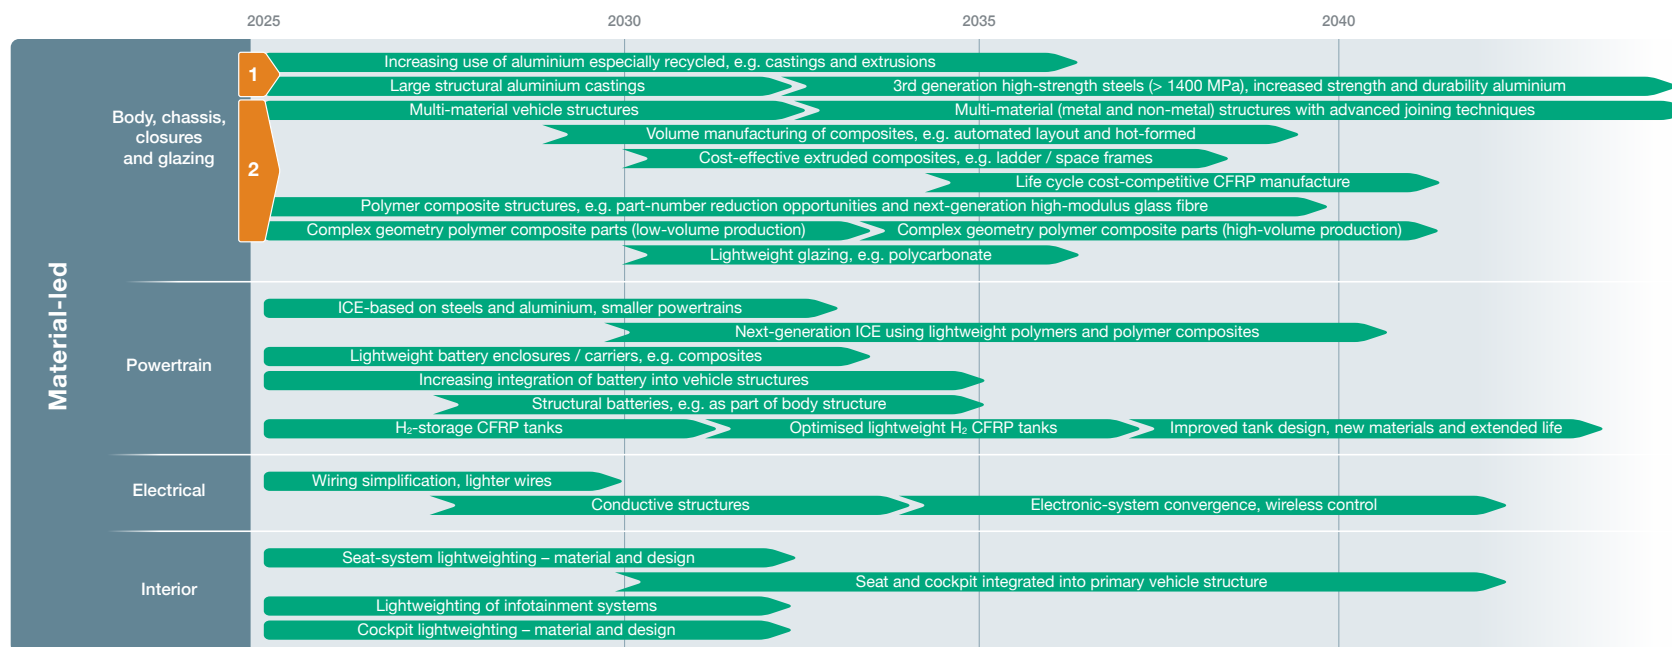 2025 2030 2035 2040
Material-led
Body, chassis,
closures
and glazing
1
Increasing use of aluminium especially recycled, e.g. castings and extrusions
Large structural aluminium castings
3rd generation high-strength steels (> 1400 MPa), increased strength and durability aluminium
2
Multi-material vehicle structures
Multi-material (metal and non-metal) structures with advanced joining techniques
Volume manufacturing of composites, e.g. automated layout and hot-formed
Cost-effective extruded composites, e.g. ladder / space frames
Life cycle cost-competitive CFRP manufacture
Polymer composite structures, e.g. part-number reduction opportunities and next-generation high-modulus glass fibre
Complex geometry polymer composite parts (low-volume production)
Complex geometry polymer composite parts (high-volume production)
Lightweight glazing, e.g. polycarbonate
Powertrain
ICE-based on steels and aluminium, smaller powertrains
Next-generation ICE using lightweight polymers and polymer composites
Lightweight battery enclosures / carriers, e.g. composites
Increasing integration of battery into vehicle structures
Structural batteries, e.g. as part of body structure
H₂-storage CFRP tanks
Optimised lightweight H₂ CFRP tanks
Improved tank design, new materials and extended life
Electrical
Wiring simplification, lighter wires
Conductive structures
Electronic-system convergence, wireless control
Interior
Seat-system lightweighting – material and design
Seat and cockpit integrated into primary vehicle structure
Lightweighting of infotainment systems
Cockpit lightweighting – material and design